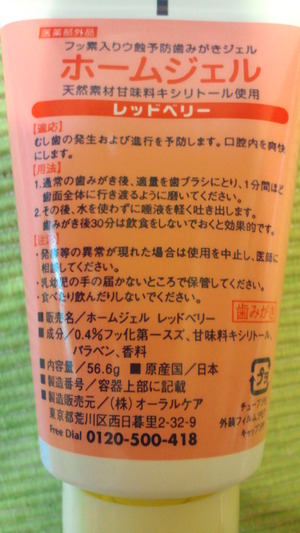 医薬部外品
フッ素入りウ蝕予防歯みがきジェル
ホームジェル
天然素材甘味料キシリトール使用
レッドベリー
【適応】
むし歯の発生および進行を予防します。口腔内を爽快
にします。
【用法】
1.通常の歯みがき後、適量を歯ブラシにとり、1分間ほど
歯面全体に行き渡るように磨いてください。
2.その後、水を使わずに唾液を軽く吐き出します。
歯みがき後30分は飲食をしないでおくと効果的です。
・発疹等の異常が現れた場合は使用を中止し、医師に
相談してください。
・乳幼児の手の届かないところで保管してください。
・食べたり飲んだりしないでください。
■販売名／ホームジェル レッドベリー
歯みがき
■成分／0.4%フッ化第一スズ、甘味料キシリトール、
パラベン、香料
■内容量／56.6g ■原産国／日本
■製造番号／容器上部に記載
■製造販売元／(株)オーラルケア
東京都荒川区西日暮里2-32-9
Free Dial 0120-500-418
プラ
外装フィルム
キャップ